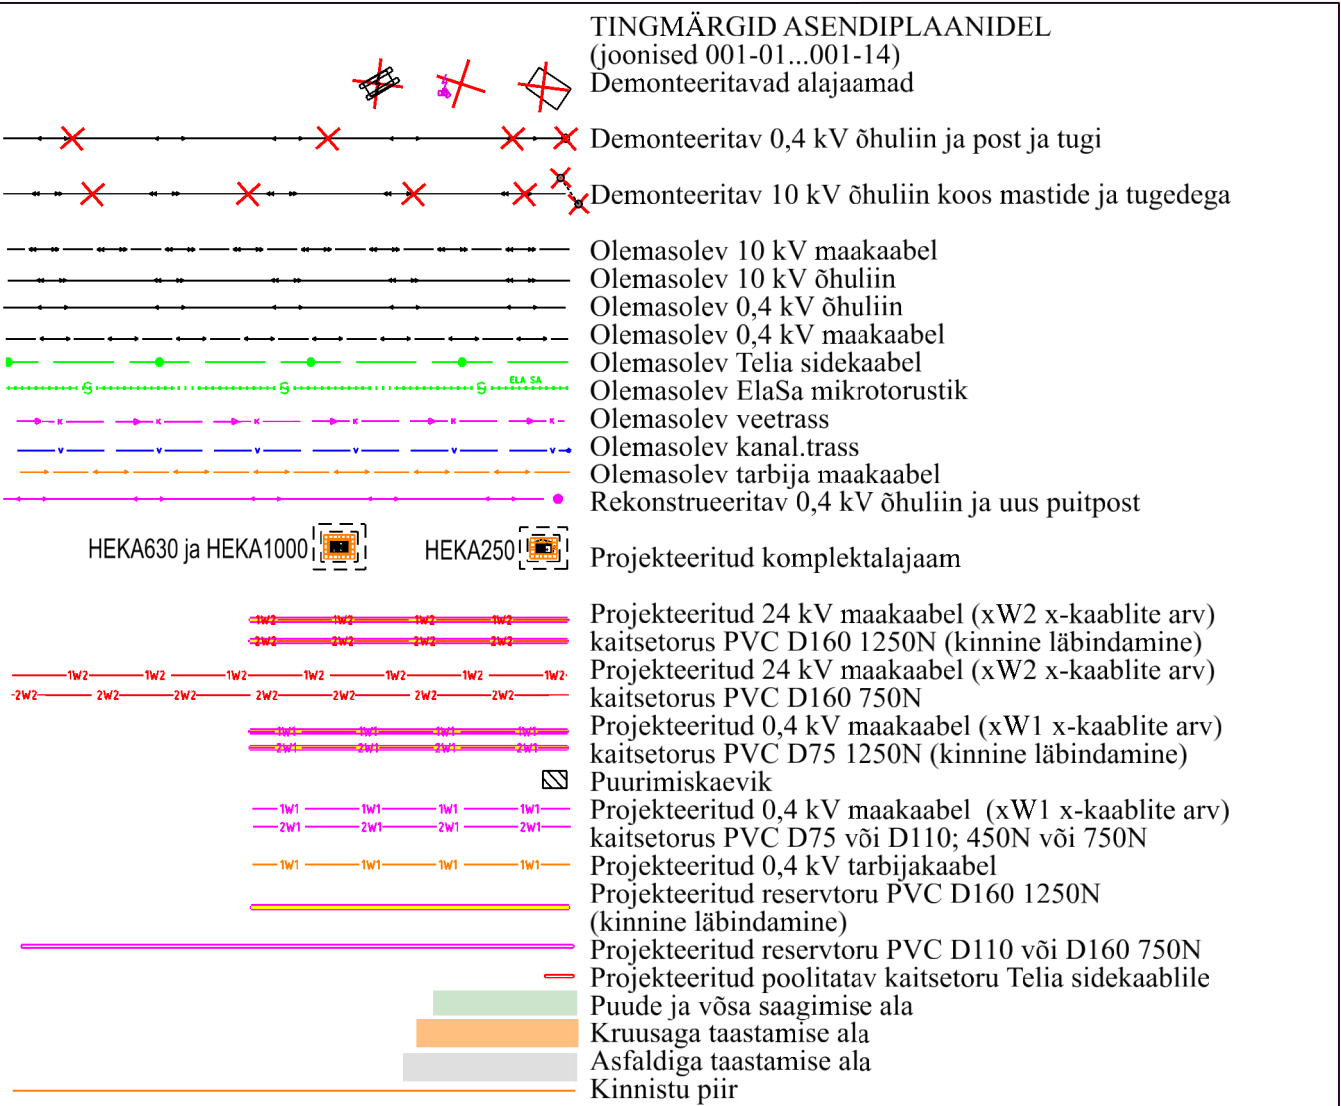 TINGMÄRGID ASENDIPLAANIDEL
(joonised 001-01...001-14)
Demonteeritavad alajaamad
Demonteeritav 0,4 kV õhuliin ja post ja tugi
Demonteeritav 10 kV õhuliin koos mastide ja tugedega
Olemasolev 10 kV maakaabel
Olemasolev 10 kV õhuliin
Olemasolev 0,4 kV õhuliin
Olemasolev 0,4 kV maakaabel
Olemasolev Telia sidekaabel
S S S ELA SA Olemasolev ElaSa mikrotorustik
K K K K K K Olemasolev veetrass
V V V V V V Olemasolev kanal.trass
Olemasolev tarbija maakaabel
Rekonstrueeritav 0,4 kV õhuliin ja uus puitpost
HEKA630 ja HEKA1000 HEKA250 Projekteeritud komplektalajaam
1W2 1W2 1W2 1W2 Projekteeritud 24 kV maakaabel (xW2 x-kaablite arv)
2W2 2W2 2W2 2W2 kaitsetorus PVC D160 1250N (kinnine läbindamine)
1W2 1W2 1W2 1W2 1W2 1W2 1W2 Projekteeritud 24 kV maakaabel (xW2 x-kaablite arv)
2W2 2W2 2W2 2W2 2W2 2W2 2W2 kaitsetorus PVC D160 750N
1W1 1W1 1W1 1W1 Projekteeritud 0,4 kV maakaabel (xW1 x-kaablite arv)
2W1 2W1 2W1 2W1 kaitsetorus PVC D75 1250N (kinnine läbindamine)
Puurimiskaevik
1W1 1W1 1W1 1W1 Projekteeritud 0,4 kV maakaabel (xW1 x-kaablite arv)
2W1 2W1 2W1 2W1 kaitsetorus PVC D75 või D110; 450N või 750N
1W1 1W1 1W1 1W1 Projekteeritud 0,4 kV tarbijakaabel
Projekteeritud reservtoru PVC D160 1250N
(kinnine läbindamine)
Projekteeritud reservtoru PVC D110 või D160 750N
Projekteeritud poolitatav kaitsetoru Telia sidekaablile
Puude ja võsa saagimise ala
Kruusaga taastamise ala
Asfaldiga taastamise ala
Kinnistu piir